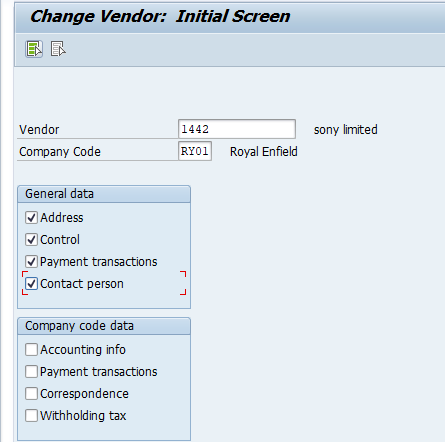 Change Vendor: Initial Screen
Vendor 1442 sony limited
Company Code RY01 Royal Enfield
General data
Address
Control
Payment transactions
Contact person
Company code data
Accounting info
Payment transactions
Correspondence
Withholding tax